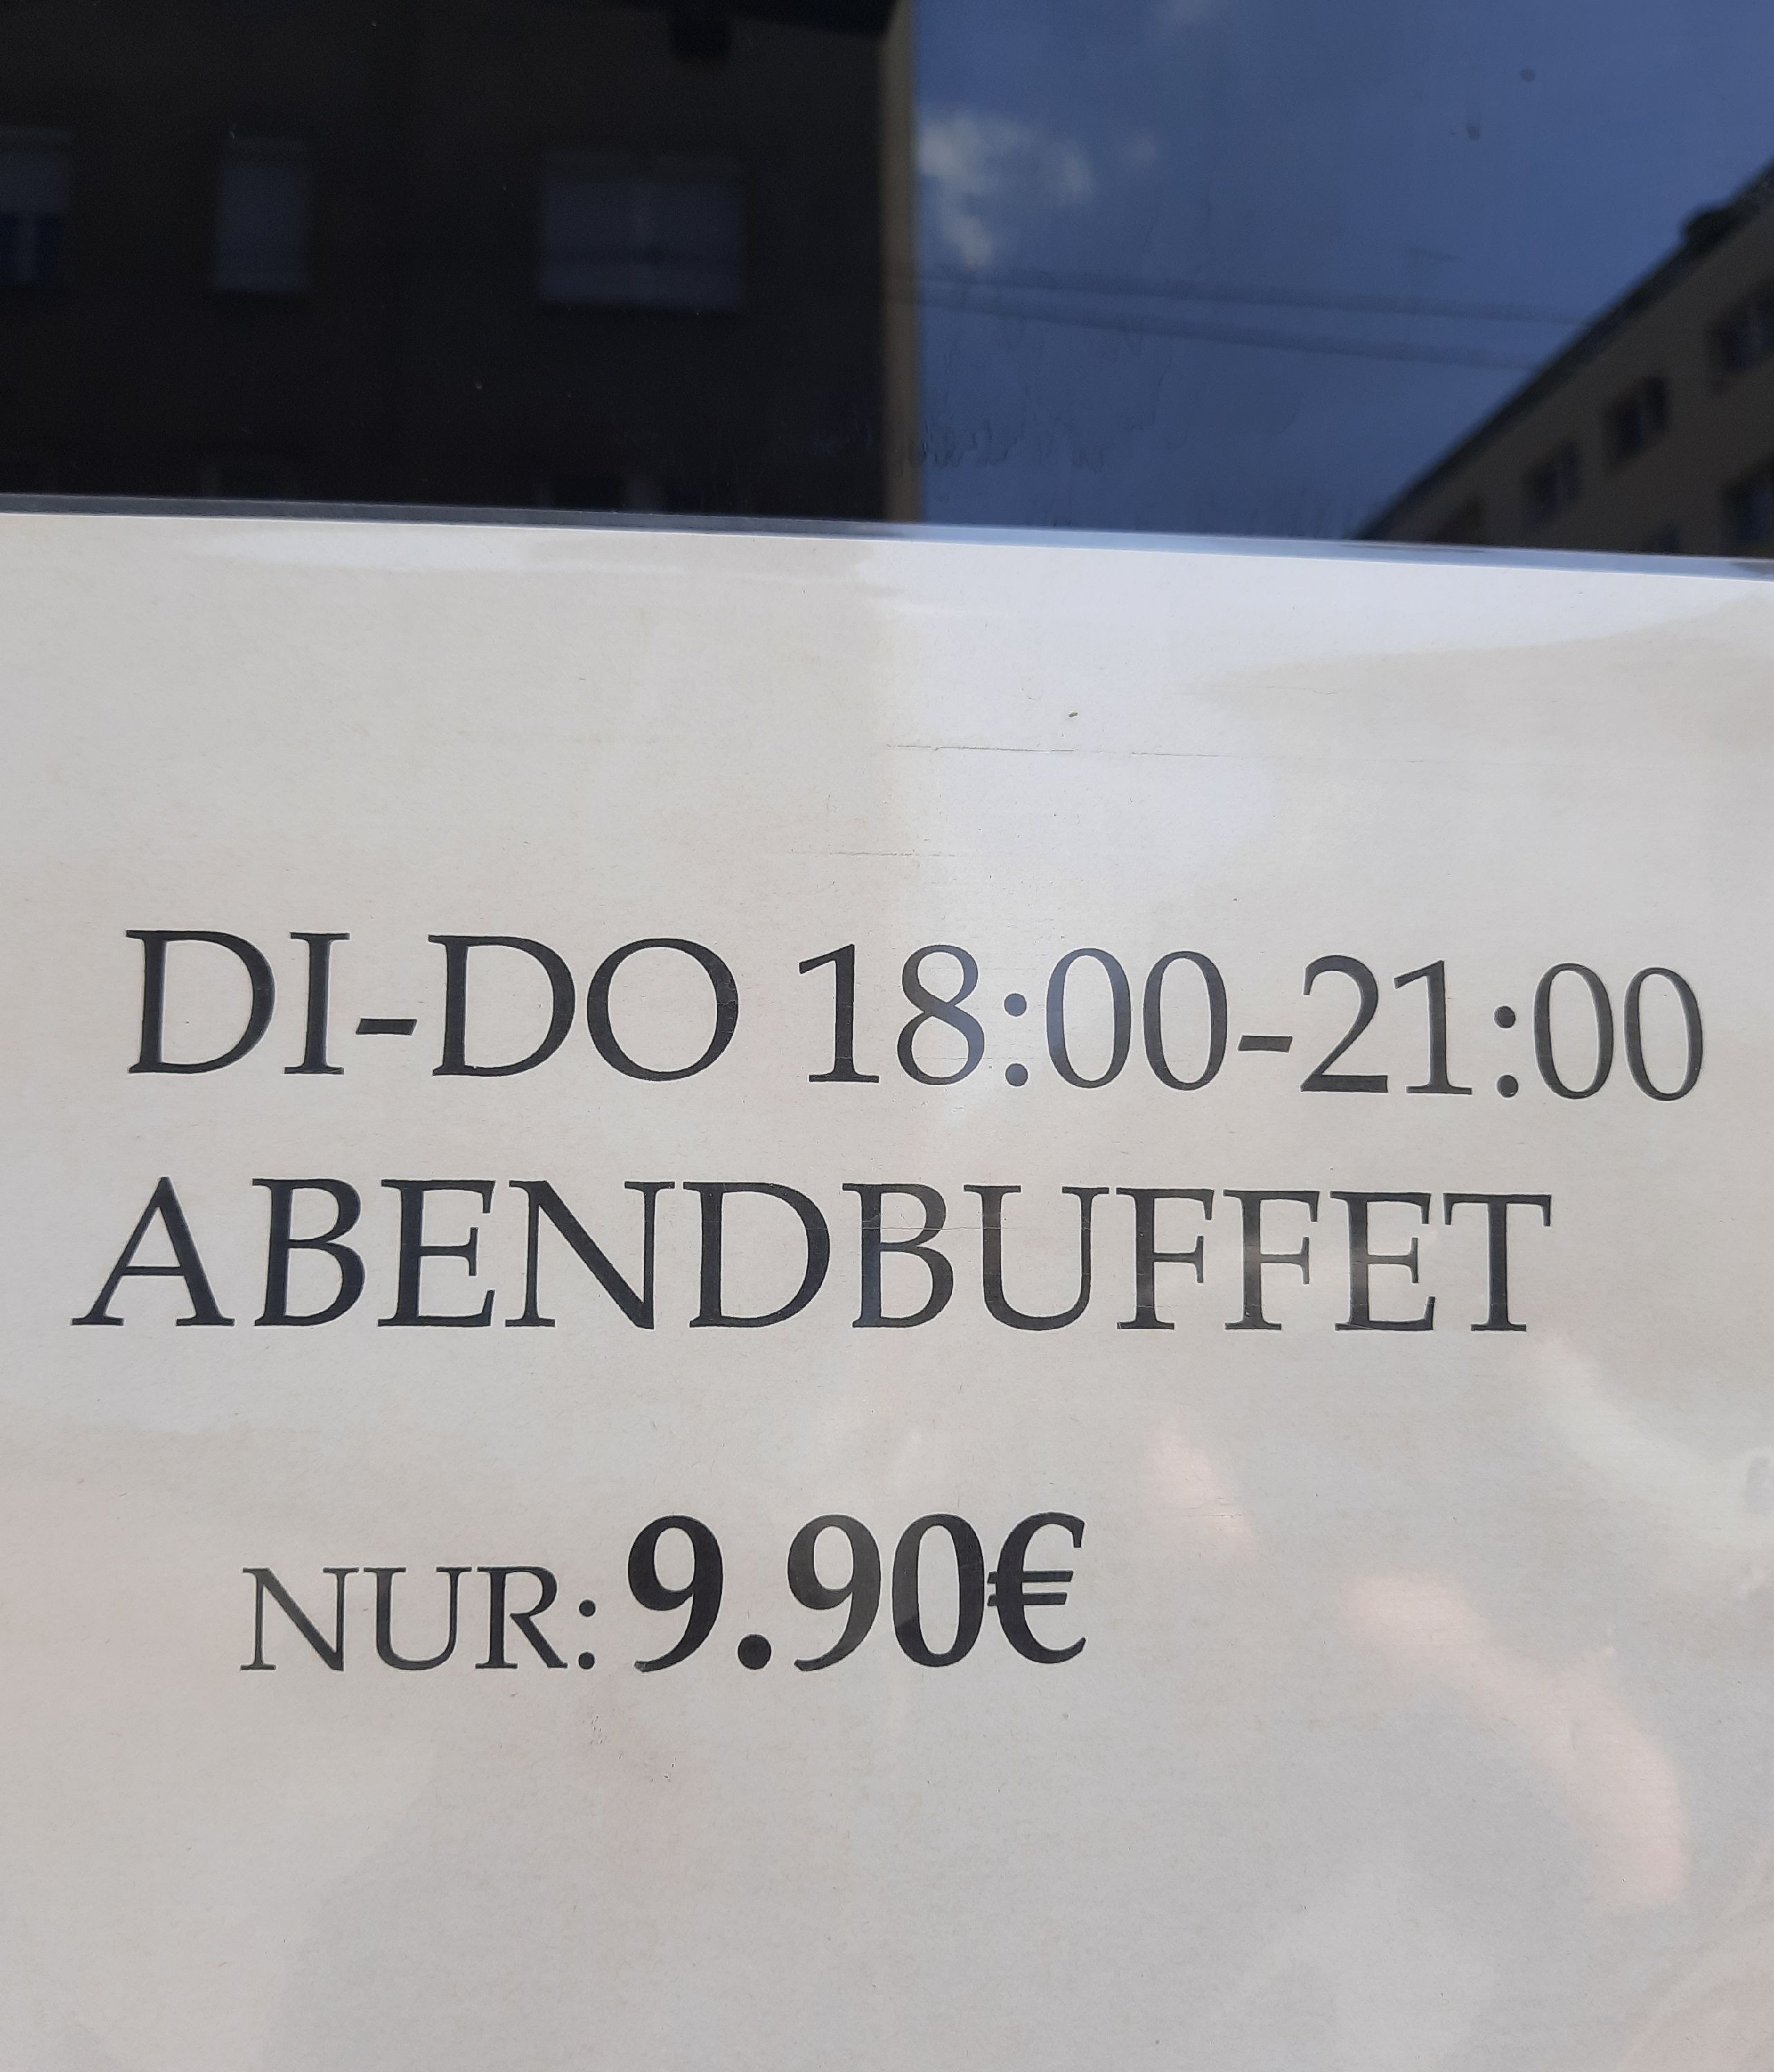 DI-DO 18:00-21:00
ABENDBUFFET
NUR: 9.90€